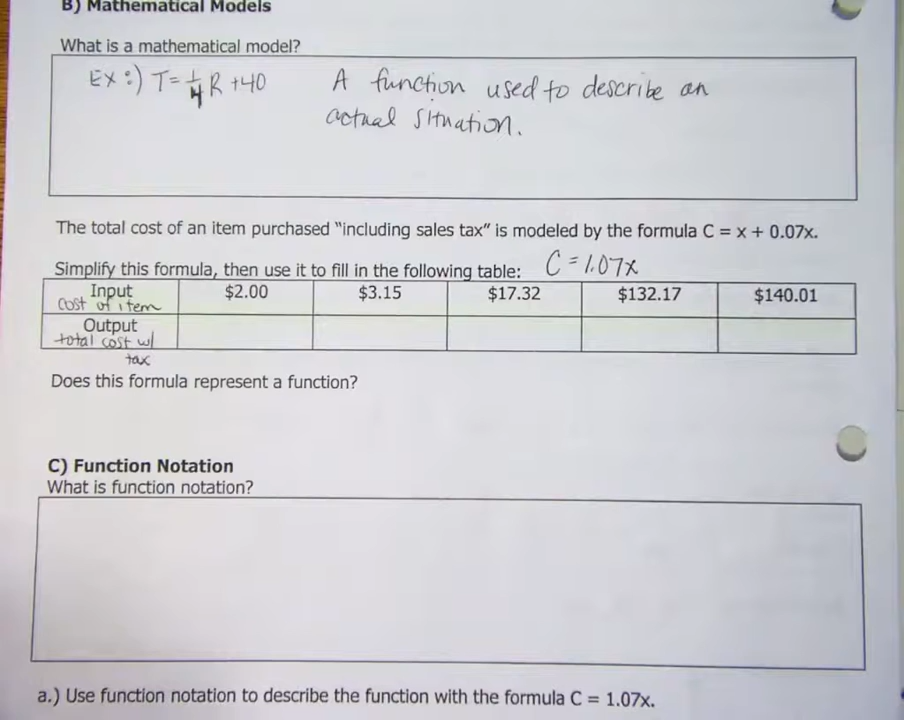 B) Mathematical Models
What is a mathematical model?
Ex:) T = 1/4 R + 40
A function used to describe an
actual situation.
The total cost of an item purchased "including sales tax" is modeled by the formula C = x + 0.07x.
Simplify this formula, then use it to fill in the following table: C = 1.07x
Input $2.00 $3.15 $17.32 $132.17 $140.01
cost of item
Output
total cost w/
tax
Does this formula represent a function?
C) Function Notation
What is function notation?
a.) Use function notation to describe the function with the formula C = 1.07x.